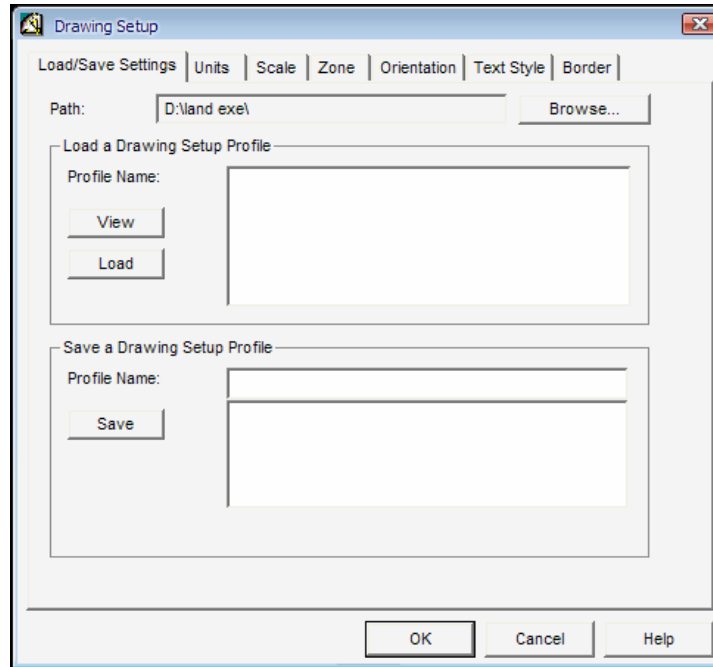 Drawing Setup
Load/Save Settings Units Scale Zone Orientation Text Style Border
Path: D:\land exe\ Browse...
Load a Drawing Setup Profile
Profile Name:
View
Load
Save a Drawing Setup Profile
Profile Name:
Save
OK Cancel Help